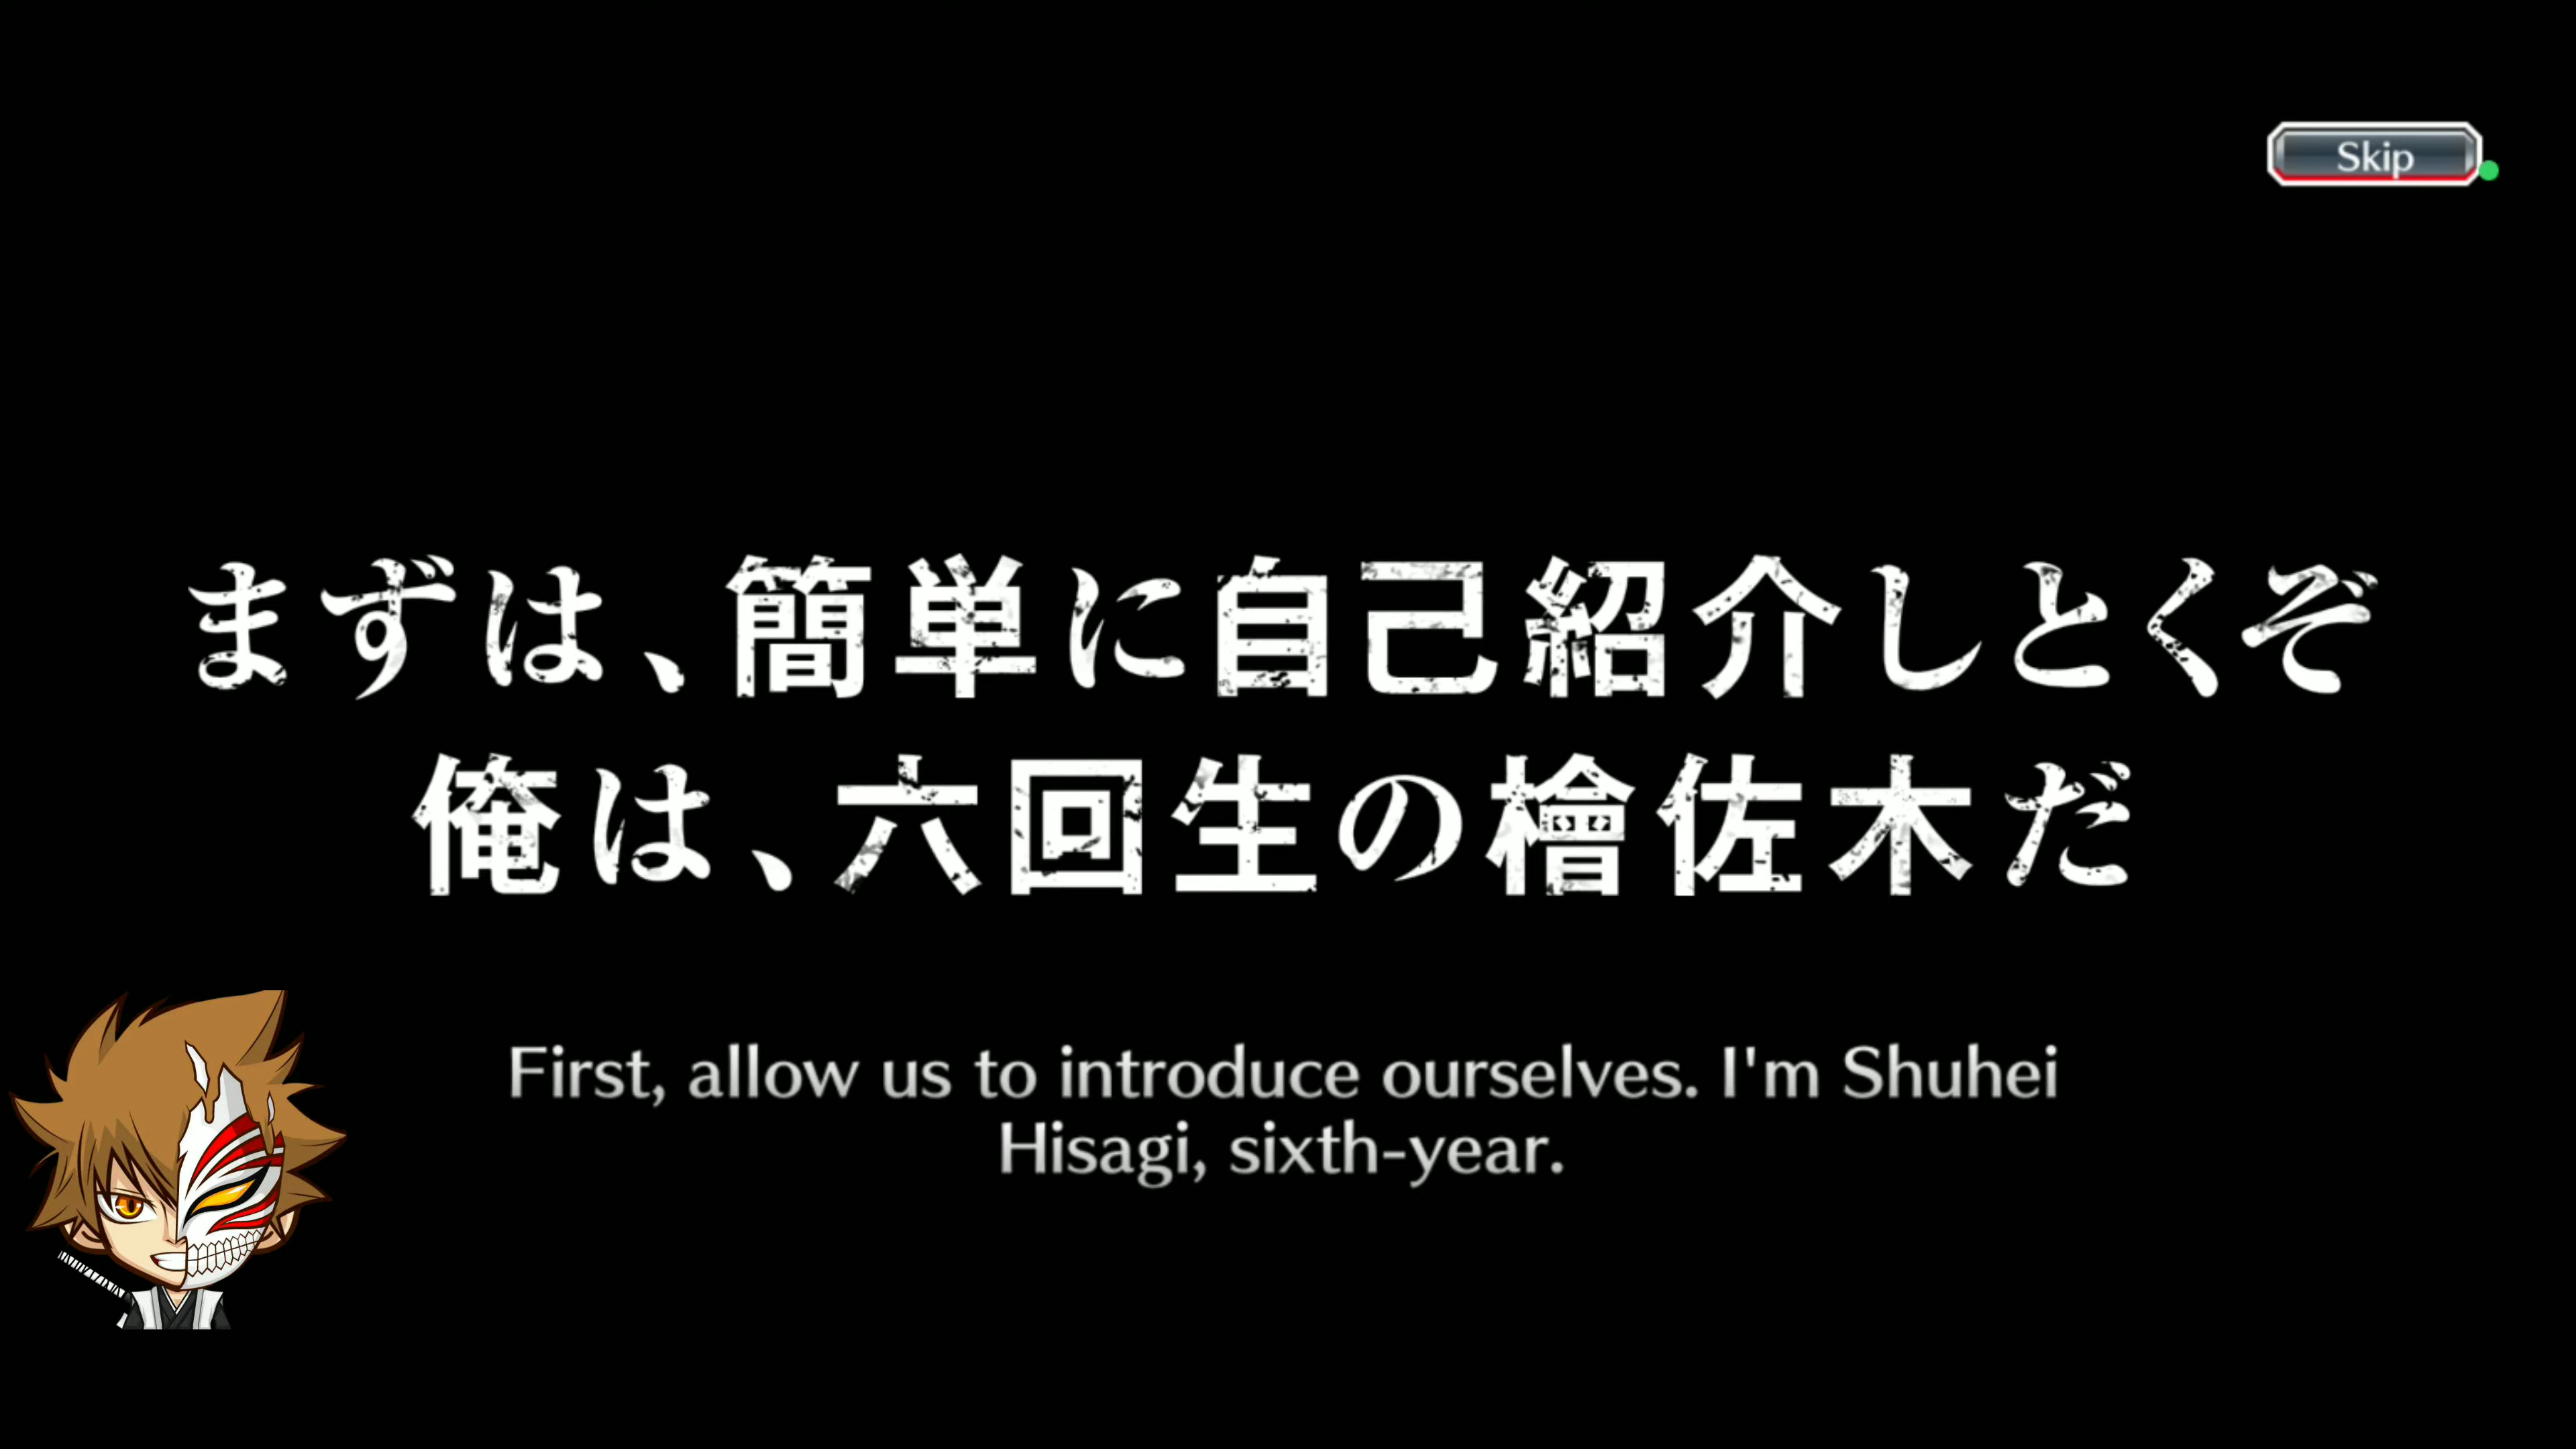 Skip
まずは、簡単に自己紹介しとくぞ
俺は、六回生の檜佐木だ
First, allow us to introduce ourselves. I'm Shuhei
Hisagi, sixth-year.